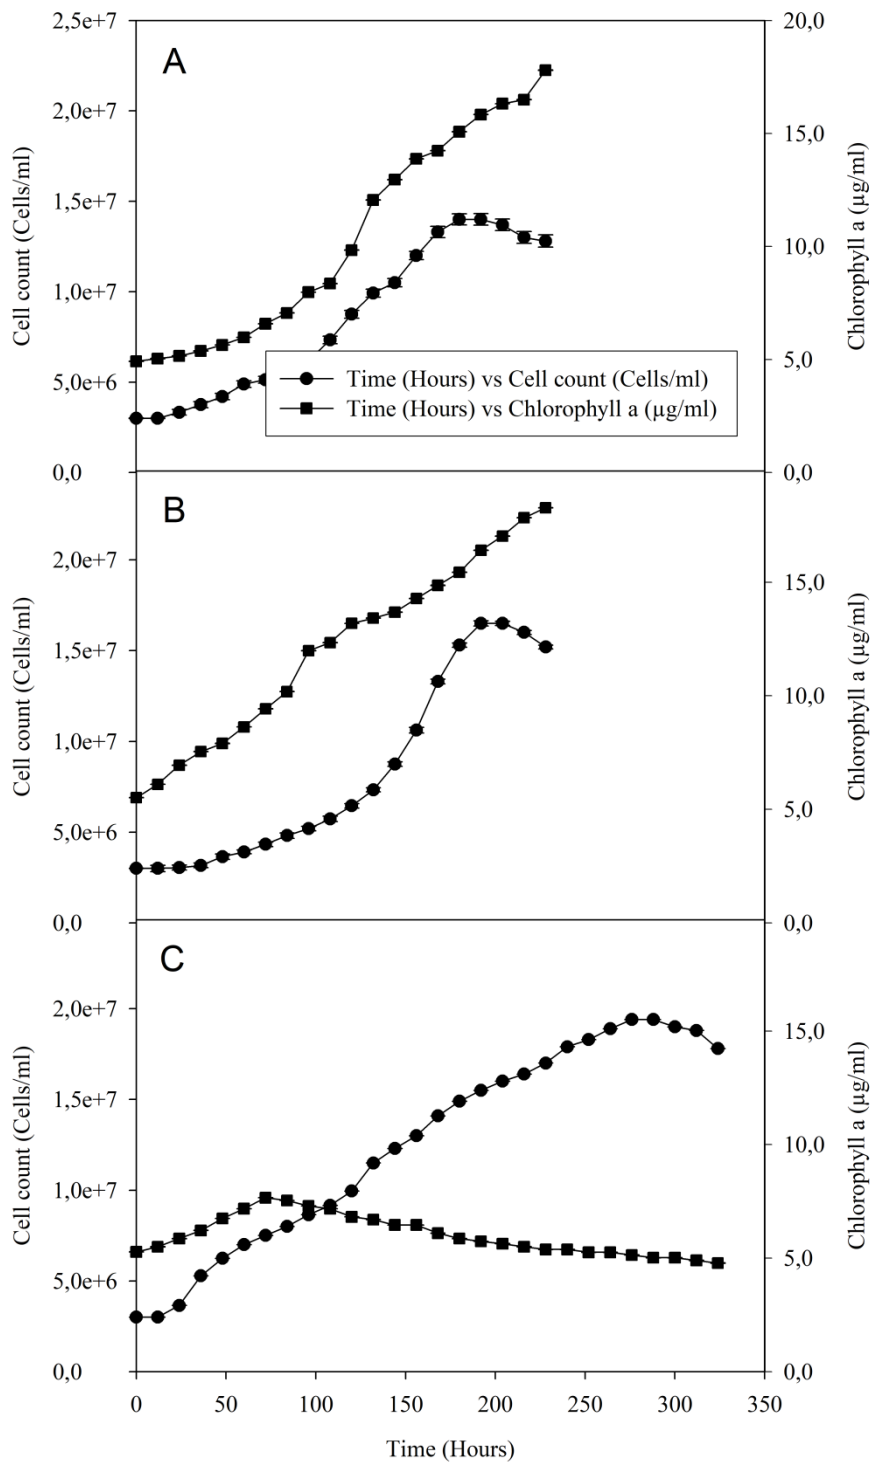 A
2,5e+7
2,0e+7
1,5e+7
1,0e+7
5,0e+6
0,0
Cell count (Cells/ml)
20,0
15,0
10,0
5,0
0,0
Chlorophyll a (µg/ml)
Time (Hours) vs Cell count (Cells/ml)
Time (Hours) vs Chlorophyll a (µg/ml)
B
2,0e+7
1,5e+7
1,0e+7
5,0e+6
0,0
Cell count (Cells/ml)
15,0
10,0
5,0
0,0
Chlorophyll a (µg/ml)
C
2,0e+7
1,5e+7
1,0e+7
5,0e+6
0,0
Cell count (Cells/ml)
15,0
10,0
5,0
0,0
Chlorophyll a (µg/ml)
0 50 100 150 200 250 300 350
Time (Hours)